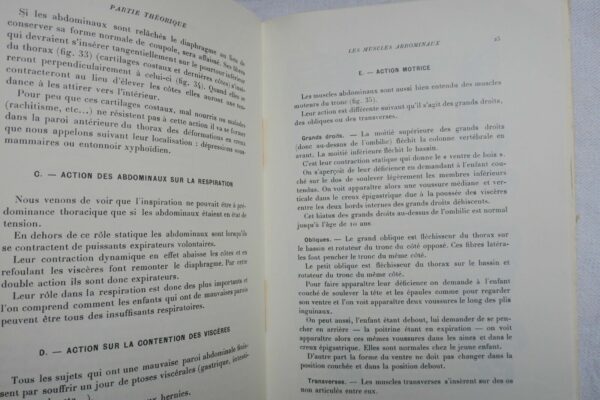 PARTIE THÉORIQUE
Si les abdominaux sont relâchés le diaphragme au lieu de
conserver sa forme normale de coupole, sera affaissé. Ses fibres
qui devraient s'insérer tangentiellement sur le pourtour inférieur
du thorax (fig. 33) (cartilages costaux et dernières côtes) s'insé-
reront perpendiculairement à celui-ci (fig. 34). Quand elles se
contracteront au lieu d'élever les côtes elles auront une ten-
dance à les attirer vers l'intérieur.
Pour peu que ces cartilages costaux, mal nourris ou malades
(rachitisme, etc...) ne résistent pas à cette action il va se former
dans la paroi antérieure du thorax des déformations en creux
que nous appelons suivant leur localisation : dépressions sous-
mammaires ou entonnoir xyphoïdien.
C. — ACTION DES ABDOMINAUX SUR LA RESPIRATION
Nous venons de voir que l'inspiration ne pouvait être à pré-
dominance thoracique que si les abdominaux étaient en état de
tension.
En dehors de ce rôle statique les abdominaux sont lorsqu'ils
se contractent de puissants expirateurs volontaires.
Leur contraction dynamique en effet abaisse les côtes et en
refoulant les viscères font remonter le diaphragme. Par cette
double action ils sont donc expirateurs.
Leur rôle dans la respiration est donc des plus importants et
l'on comprend comment les enfants qui ont de mauvaises parois
peuvent être tous des insuffisants respiratoires.
D. — ACTION SUR LA CONTENTION DES VISCÈRES
Tous les sujets qui ont une mauvaise paroi abdominale finis-
sent par souffrir un jour de ptoses viscérales (gastrique, intesti-
hernies.
LES MUSCLES ABDOMINAUX
E. — ACTION MOTRICE
Les muscles abdominaux sont aussi bien entendu des muscles
moteurs du tronc (fig. 35).
Leur action est différente suivant qu'il s'agit des grands droits,
des obliques ou des transverses.
Grands droits. — La moitié supérieure des grands droits
(donc au-dessus de l'ombilic) fléchit la colonne vertébrale en
avant. La moitié inférieure fléchit le bassin.
C'est leur contraction statique qui donne le « ventre de bois ».
On s'aperçoit de leur déficience en demandant à l'enfant cou-
ché sur le dos de soulever légèrement les membres inférieurs
tendus. On voit apparaître alors une voussure médiane et ver-
ticale dans le creux épigastrique due à la poussée des viscères
entre les deux bords internes des grands droits déhiscents.
Cet hiatus des grands droits au-dessus de l'ombilic est normal
jusqu'à l'âge de 10 ans
Obliques. — Le grand oblique est fléchisseur du thorax sur
le bassin et rotateur du tronc du côté opposé. Ces fibres laté-
rales font pencher le tronc du même côté.
Le petit oblique est fléchisseur du thorax sur le bassin et
rotateur du tronc du même côté.
Pour faire apparaître leur déficience on demande à l'enfant
couché de soulever la tête et les épaules comme pour regarder
son ventre et l'on voit apparaître deux voussures le long des plis
inguinaux.
On peut aussi, l'enfant étant debout, lui demander de se pen-
cher en arrière — la poitrine étant en expiration — on voit
apparaître alors ces mêmes voussures dans les aines et dans le
creux épigastrique. Elles sont normales chez le jeune enfant.
D'autre part la forme du ventre ne doit pas changer dans la
position couchée et dans la position debout.
Transverses. — Les muscles transverses s'insèrent sur des os
non articulés entre eux.